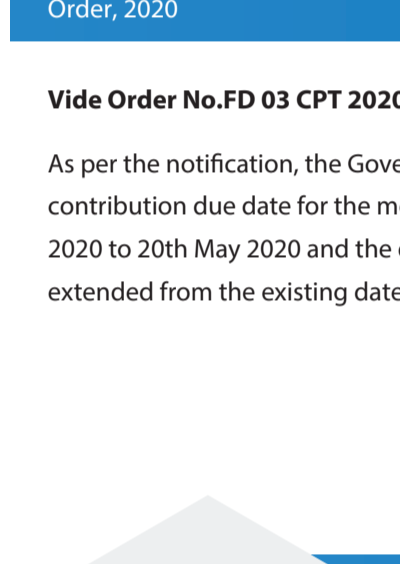 Order, 2020
Vide Order No.FD 03 CPT 2020
As per the notification, the Gove
contribution due date for the m
2020 to 20th May 2020 and the
extended from the existing date